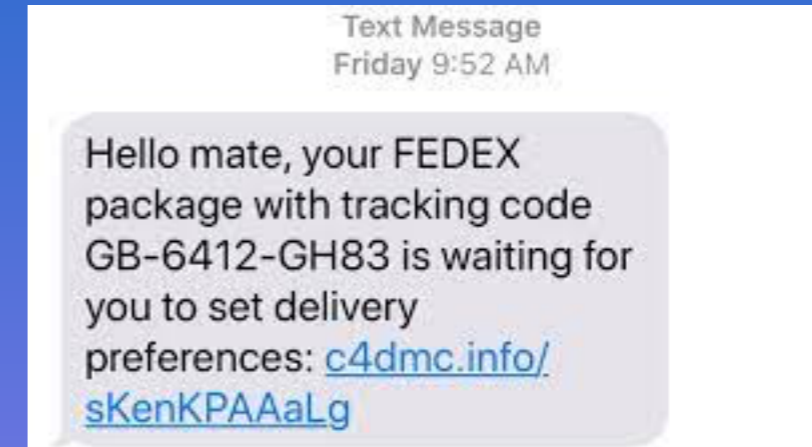 Text Message
Friday 9:52 AM
Hello mate, your FEDEX
package with tracking code
GB-6412-GH83 is waiting for
you to set delivery
preferences: c4dmc.info/
sKenKPAAaLg